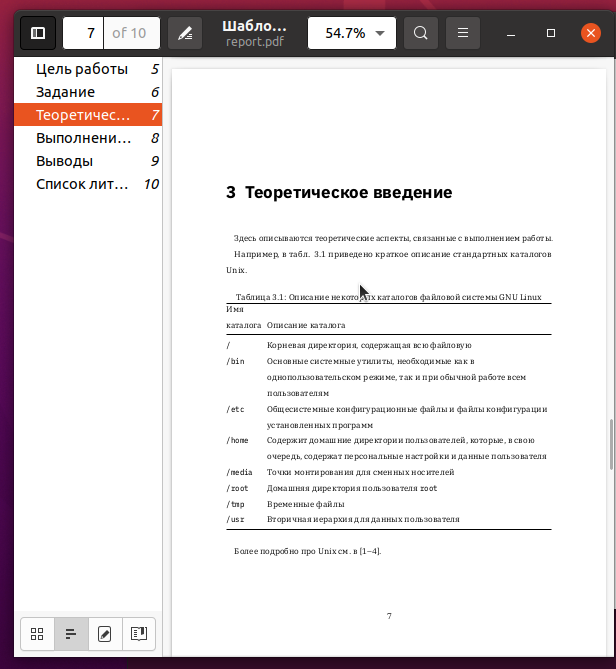 7 of 10
Шабло...
report.pdf
54.7%
Цель работы 5
Задание 6
Теоретичес... 7
Выполнени... 8
Выводы 9
Список лит... 10
3 Теоретическое введение
Здесь описываются теоретические аспекты, связанные с выполнением работы.
Например, в табл. 3.1 приведено краткое описание стандартных каталогов
Unix.
Таблица 3.1: Описание некоторых каталогов файловой системы GNU Linux
Имя
каталога Описание каталога
/ Корневая директория, содержащая всю файловую
/bin Основные системные утилиты, необходимые как в
однопользовательском режиме, так и при обычной работе всем
пользователям
/etc Общесистемные конфигурационные файлы и файлы конфигурации
установленных программ
/home Содержит домашние директории пользователей, которые, в свою
очередь, содержат персональные настройки и данные пользователя
/media Точки монтирования для сменных носителей
/root Домашняя директория пользователя root
/tmp Временные файлы
/usr Вторичная иерархия для данных пользователя
Более подробно про Unix см. в [1–4].
7